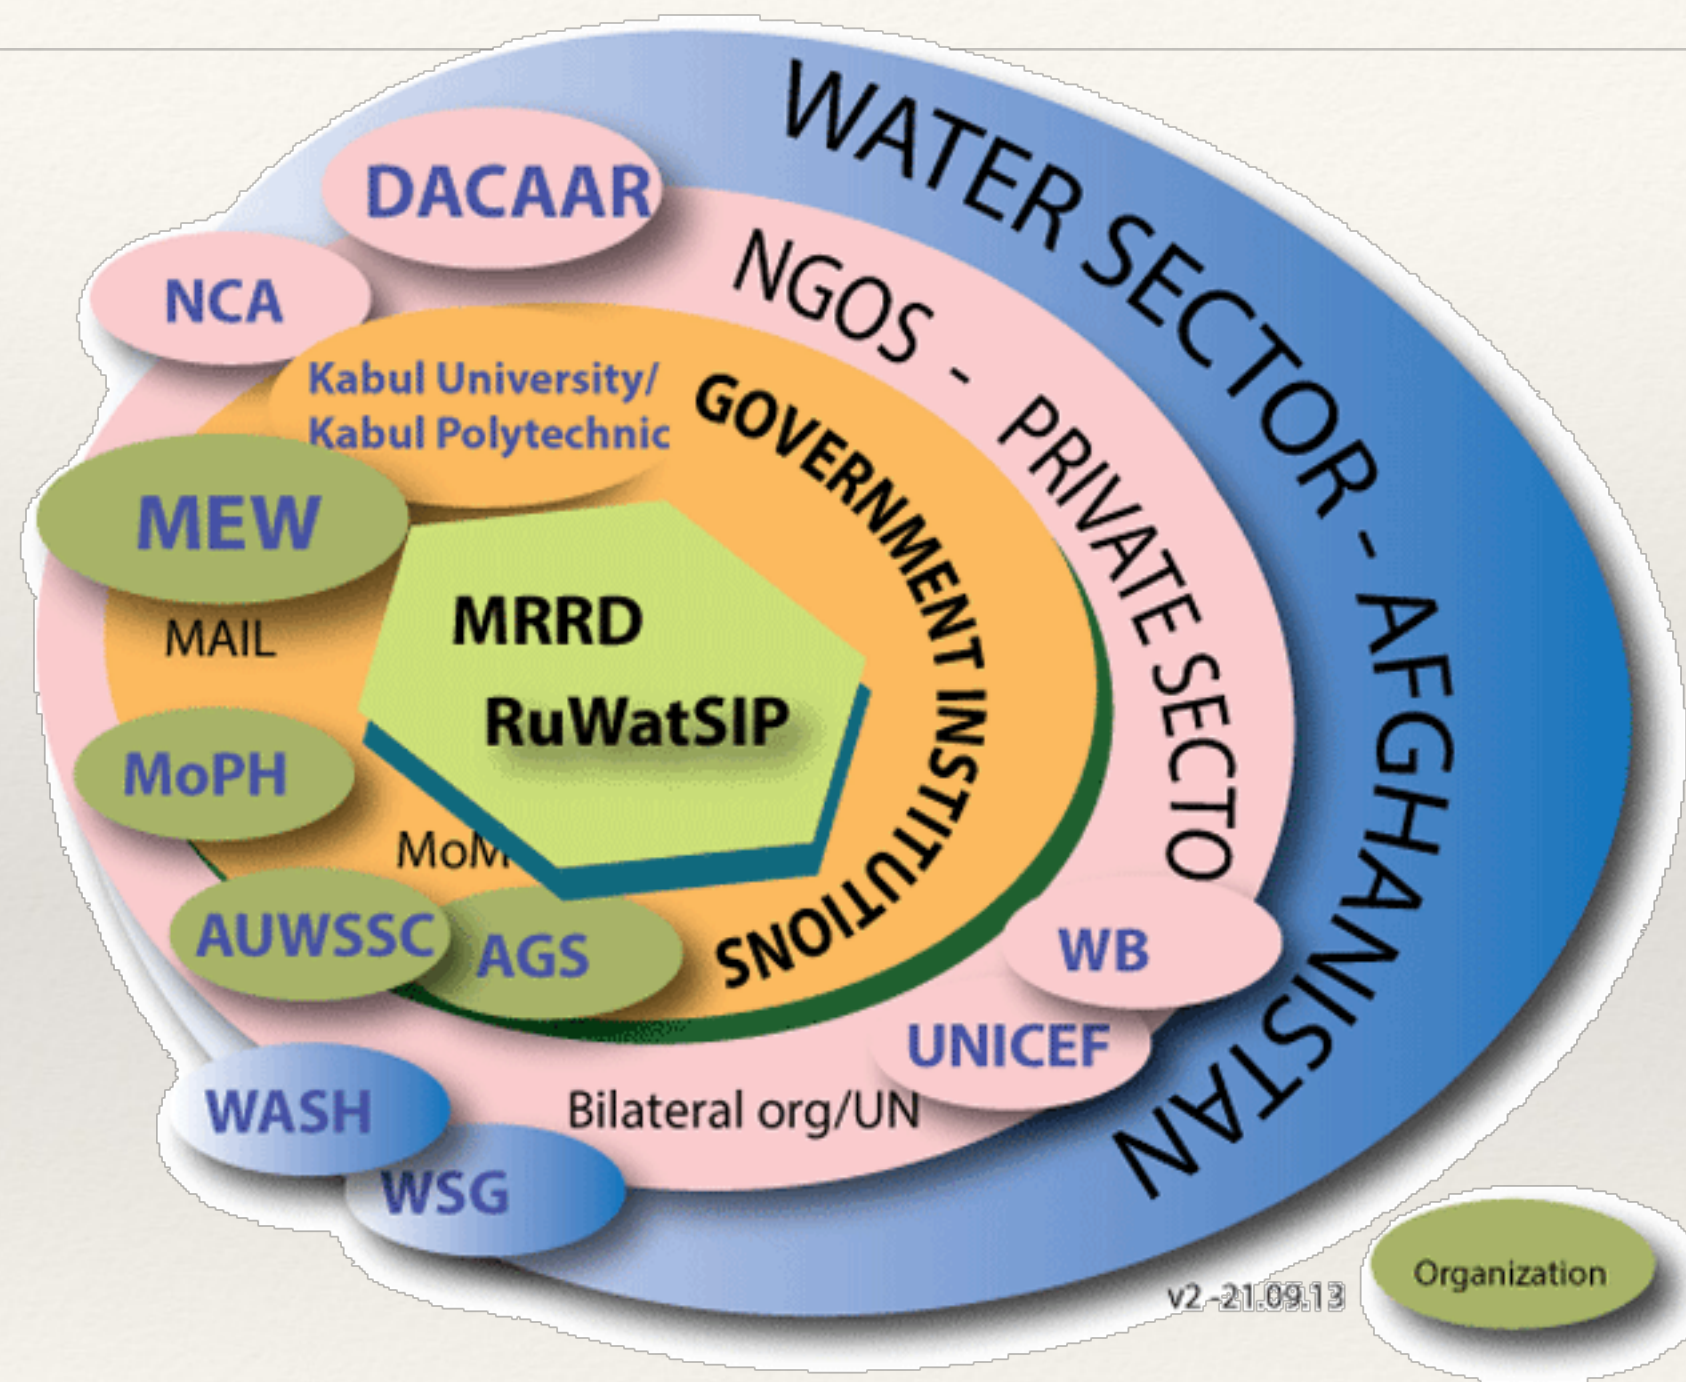 WATER SECTOR - AFGHANISTAN
DACAAR
NGOS - PRIVATE SECTO
NCA
Kabul University/
Kabul Polytechnic
GOVERNMENT INSTITUTIONS
MEW
MRRD
MAIL
RuWatSIP
MoPH
MoM
AUWSSC
AGS
WB
UNICEF
WASH
Bilateral org/UN
WSG
Organization
v2 -21.09.13